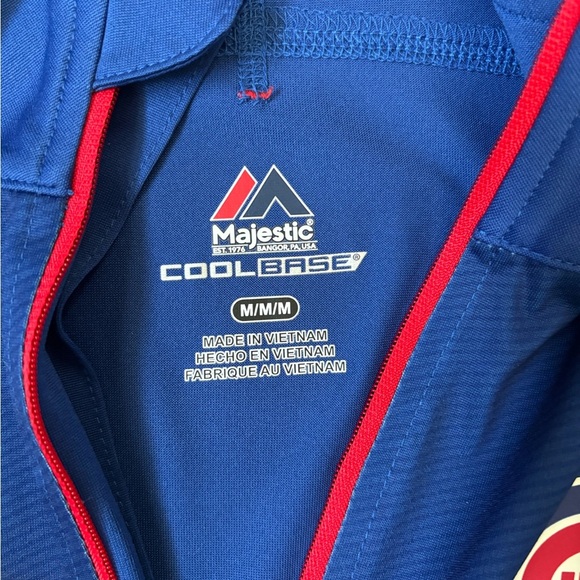 Majestic®
EST. 1976 BANGOR, PA, USA
COOLBASE®
M/M/M
MADE IN VIETNAM
HECHO EN VIETNAM
FABRIQUE AU VIETNAM